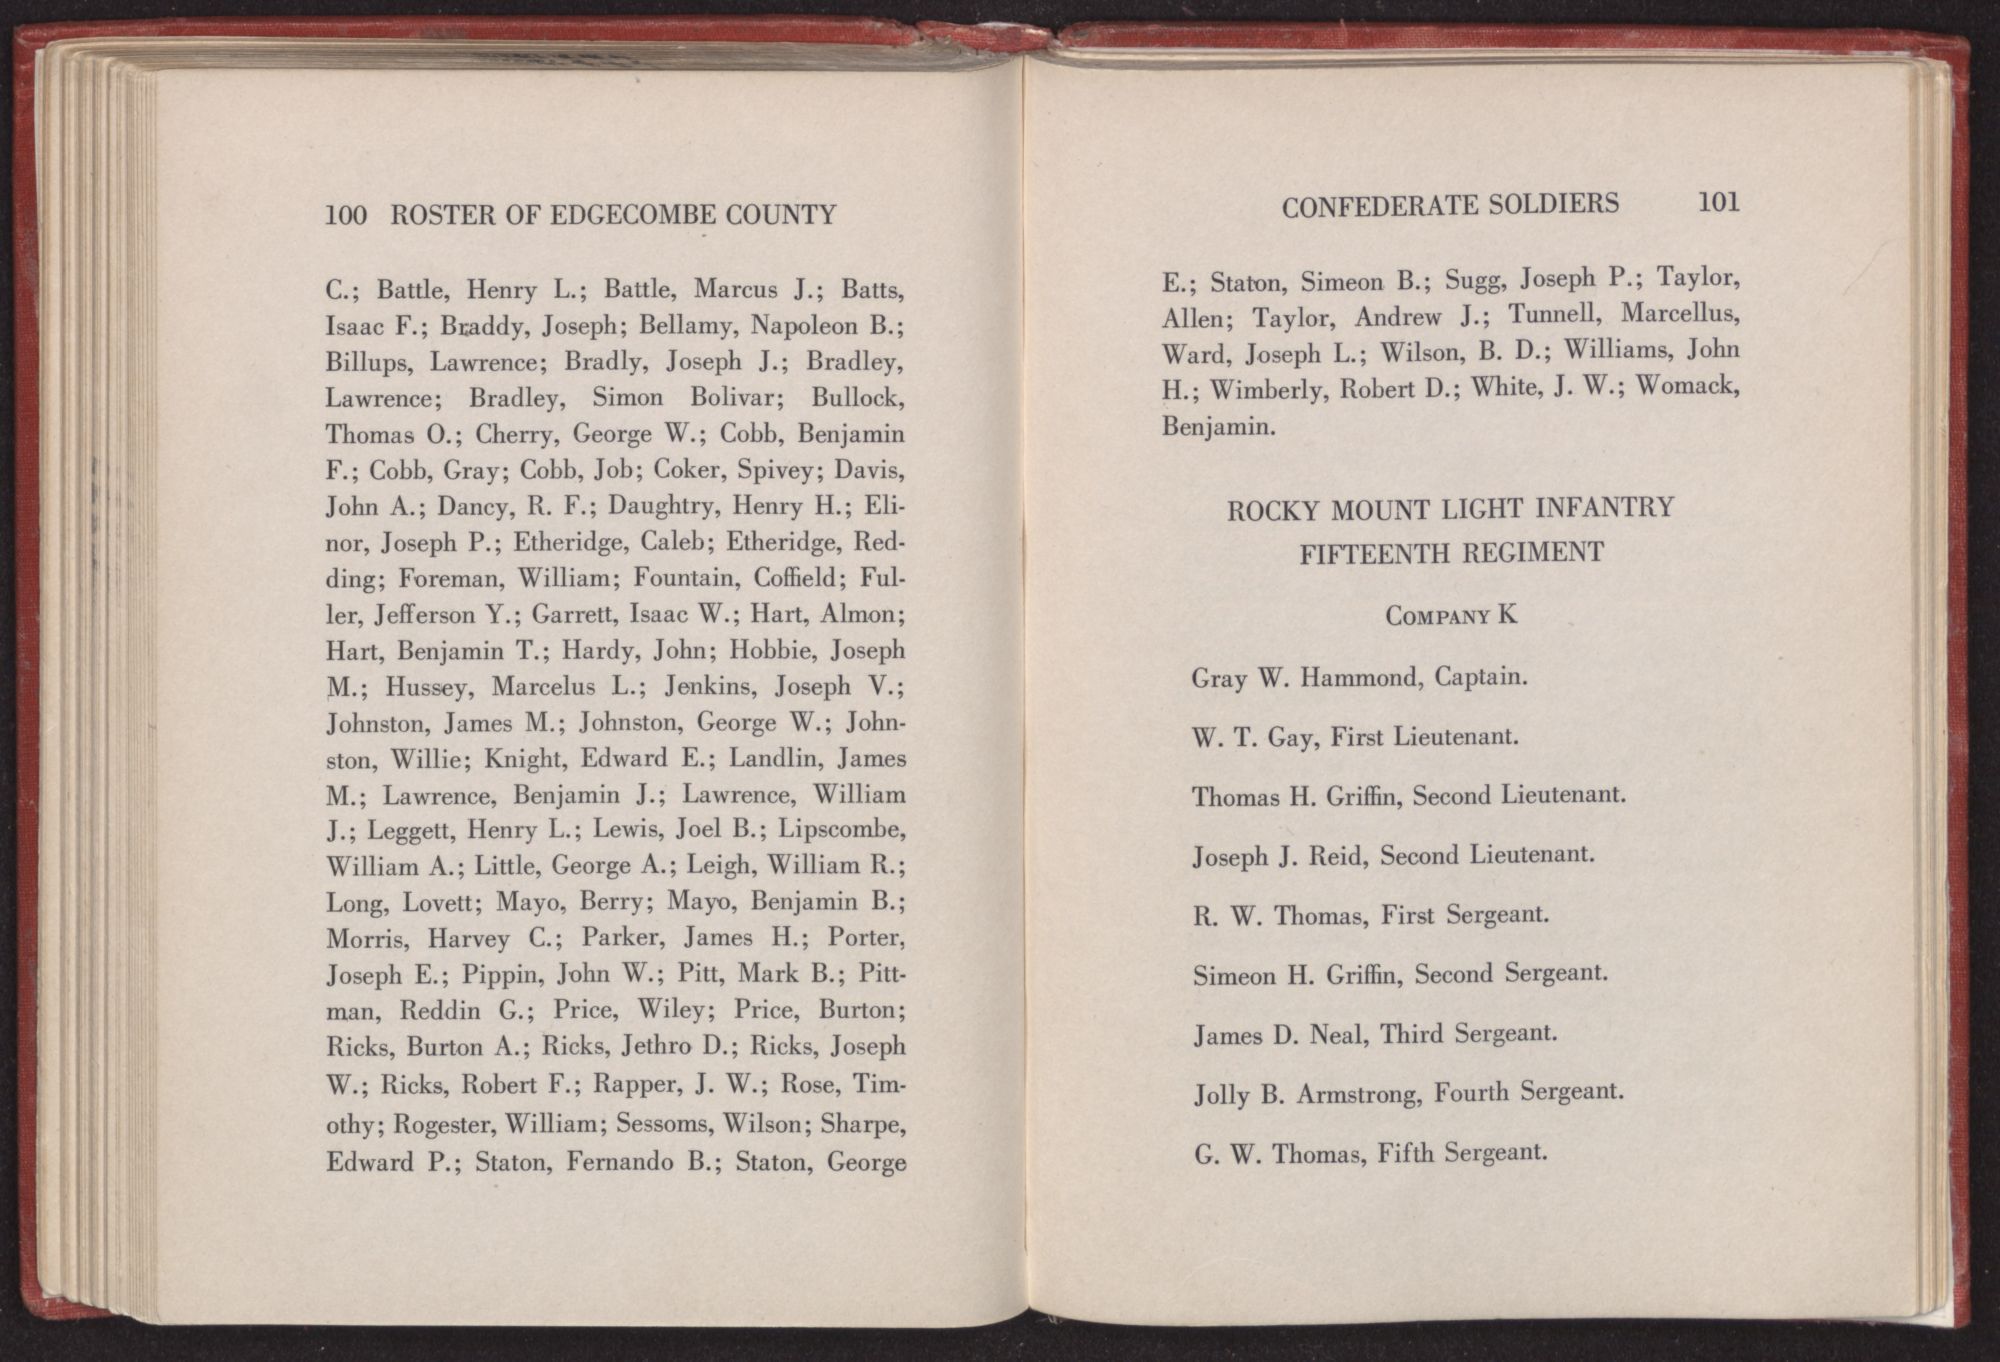 100 ROSTER OF EDGECOMBE COUNTY
C.; Battle, Henry L.; Battle, Marcus J.; Batts,
Isaac F.; Braddy, Joseph; Bellamy, Napoleon B.;
Billups, Lawrence; Bradly, Joseph J.; Bradley,
Lawrence; Bradley, Simon Bolivar; Bullock,
Thomas O.; Cherry, George W.; Cobb, Benjamin
F.; Cobb, Gray; Cobb, Job; Coker, Spivey; Davis,
John A.; Dancy, R. F.; Daughtry, Henry H.; Eli-
nor, Joseph P.; Etheridge, Caleb; Etheridge, Red-
ding; Foreman, William; Fountain, Coffield; Ful-
ler, Jefferson Y.; Garrett, Isaac W.; Hart, Almon;
Hart, Benjamin T.; Hardy, John; Hobbie, Joseph
M.; Hussey, Marcelus L.; Jenkins, Joseph V.;
Johnston, James M.; Johnston, George W.; John-
ston, Willie; Knight, Edward E.; Landlin, James
M.; Lawrence, Benjamin J.; Lawrence, William
J.; Leggett, Henry L.; Lewis, Joel B.; Lipscombe,
William A.; Little, George A.; Leigh, William R.;
Long, Lovett; Mayo, Berry; Mayo, Benjamin B.;
Morris, Harvey C.; Parker, James H.; Porter,
Joseph E.; Pippin, John W.; Pitt, Mark B.; Pitt-
man, Reddin G.; Price, Wiley; Price, Burton;
Ricks, Burton A.; Ricks, Jethro D.; Ricks, Joseph
W.; Ricks, Robert F.; Rapper, J. W.; Rose, Tim-
othy; Rogester, William; Sessoms, Wilson; Sharpe,
Edward P.; Staton, Fernando B.; Staton, George
CONFEDERATE SOLDIERS 101
E.; Staton, Simeon B.; Sugg, Joseph P.; Taylor,
Allen; Taylor, Andrew J.; Tunnell, Marcellus,
Ward, Joseph L.; Wilson, B. D.; Williams, John
H.; Wimberly, Robert D.; White, J. W.; Womack,
Benjamin.
ROCKY MOUNT LIGHT INFANTRY
FIFTEENTH REGIMENT
COMPANY K
Gray W. Hammond, Captain.
W. T. Gay, First Lieutenant.
Thomas H. Griffin, Second Lieutenant.
Joseph J. Reid, Second Lieutenant.
R. W. Thomas, First Sergeant.
Simeon H. Griffin, Second Sergeant.
James D. Neal, Third Sergeant.
Jolly B. Armstrong, Fourth Sergeant.
G. W. Thomas, Fifth Sergeant.